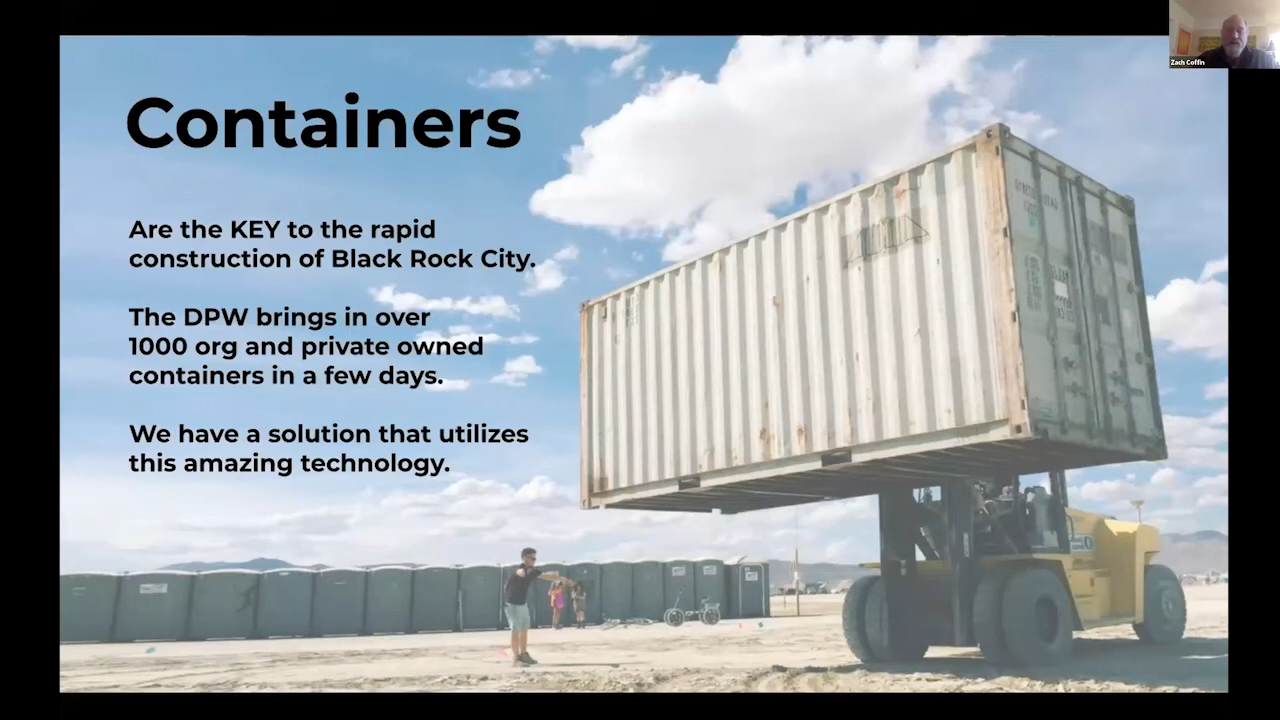 Containers
Are the KEY to the rapid
construction of Black Rock City.
The DPW brings in over
1000 org and private owned
containers in a few days.
We have a solution that utilizes
this amazing technology.
Zach Coffin